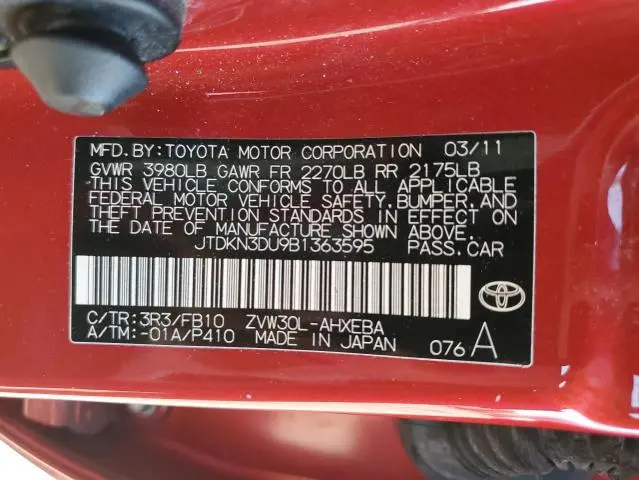 MFD.BY:TOYOTA MOTOR CORPORATION 03/11
GVWR 3980LB GAWR FR 2270LB RR 2175LB
THIS VEHICLE CONFORMS TO ALL APPLICABLE
FEDERAL MOTOR VEHICLE SAFETY,BUMPER,AND
THEFT PREVENTION STANDARDS IN EFFECT ON
THE DATE OF MANUFACTURE SHOWN ABOVE.
JTDKN3DU9B1363595 PASS.CAR
C/TR:3R3/FB10 ZVW30L-AHXEBA
A/TM:-01A/P410 MADE IN JAPAN 076 A